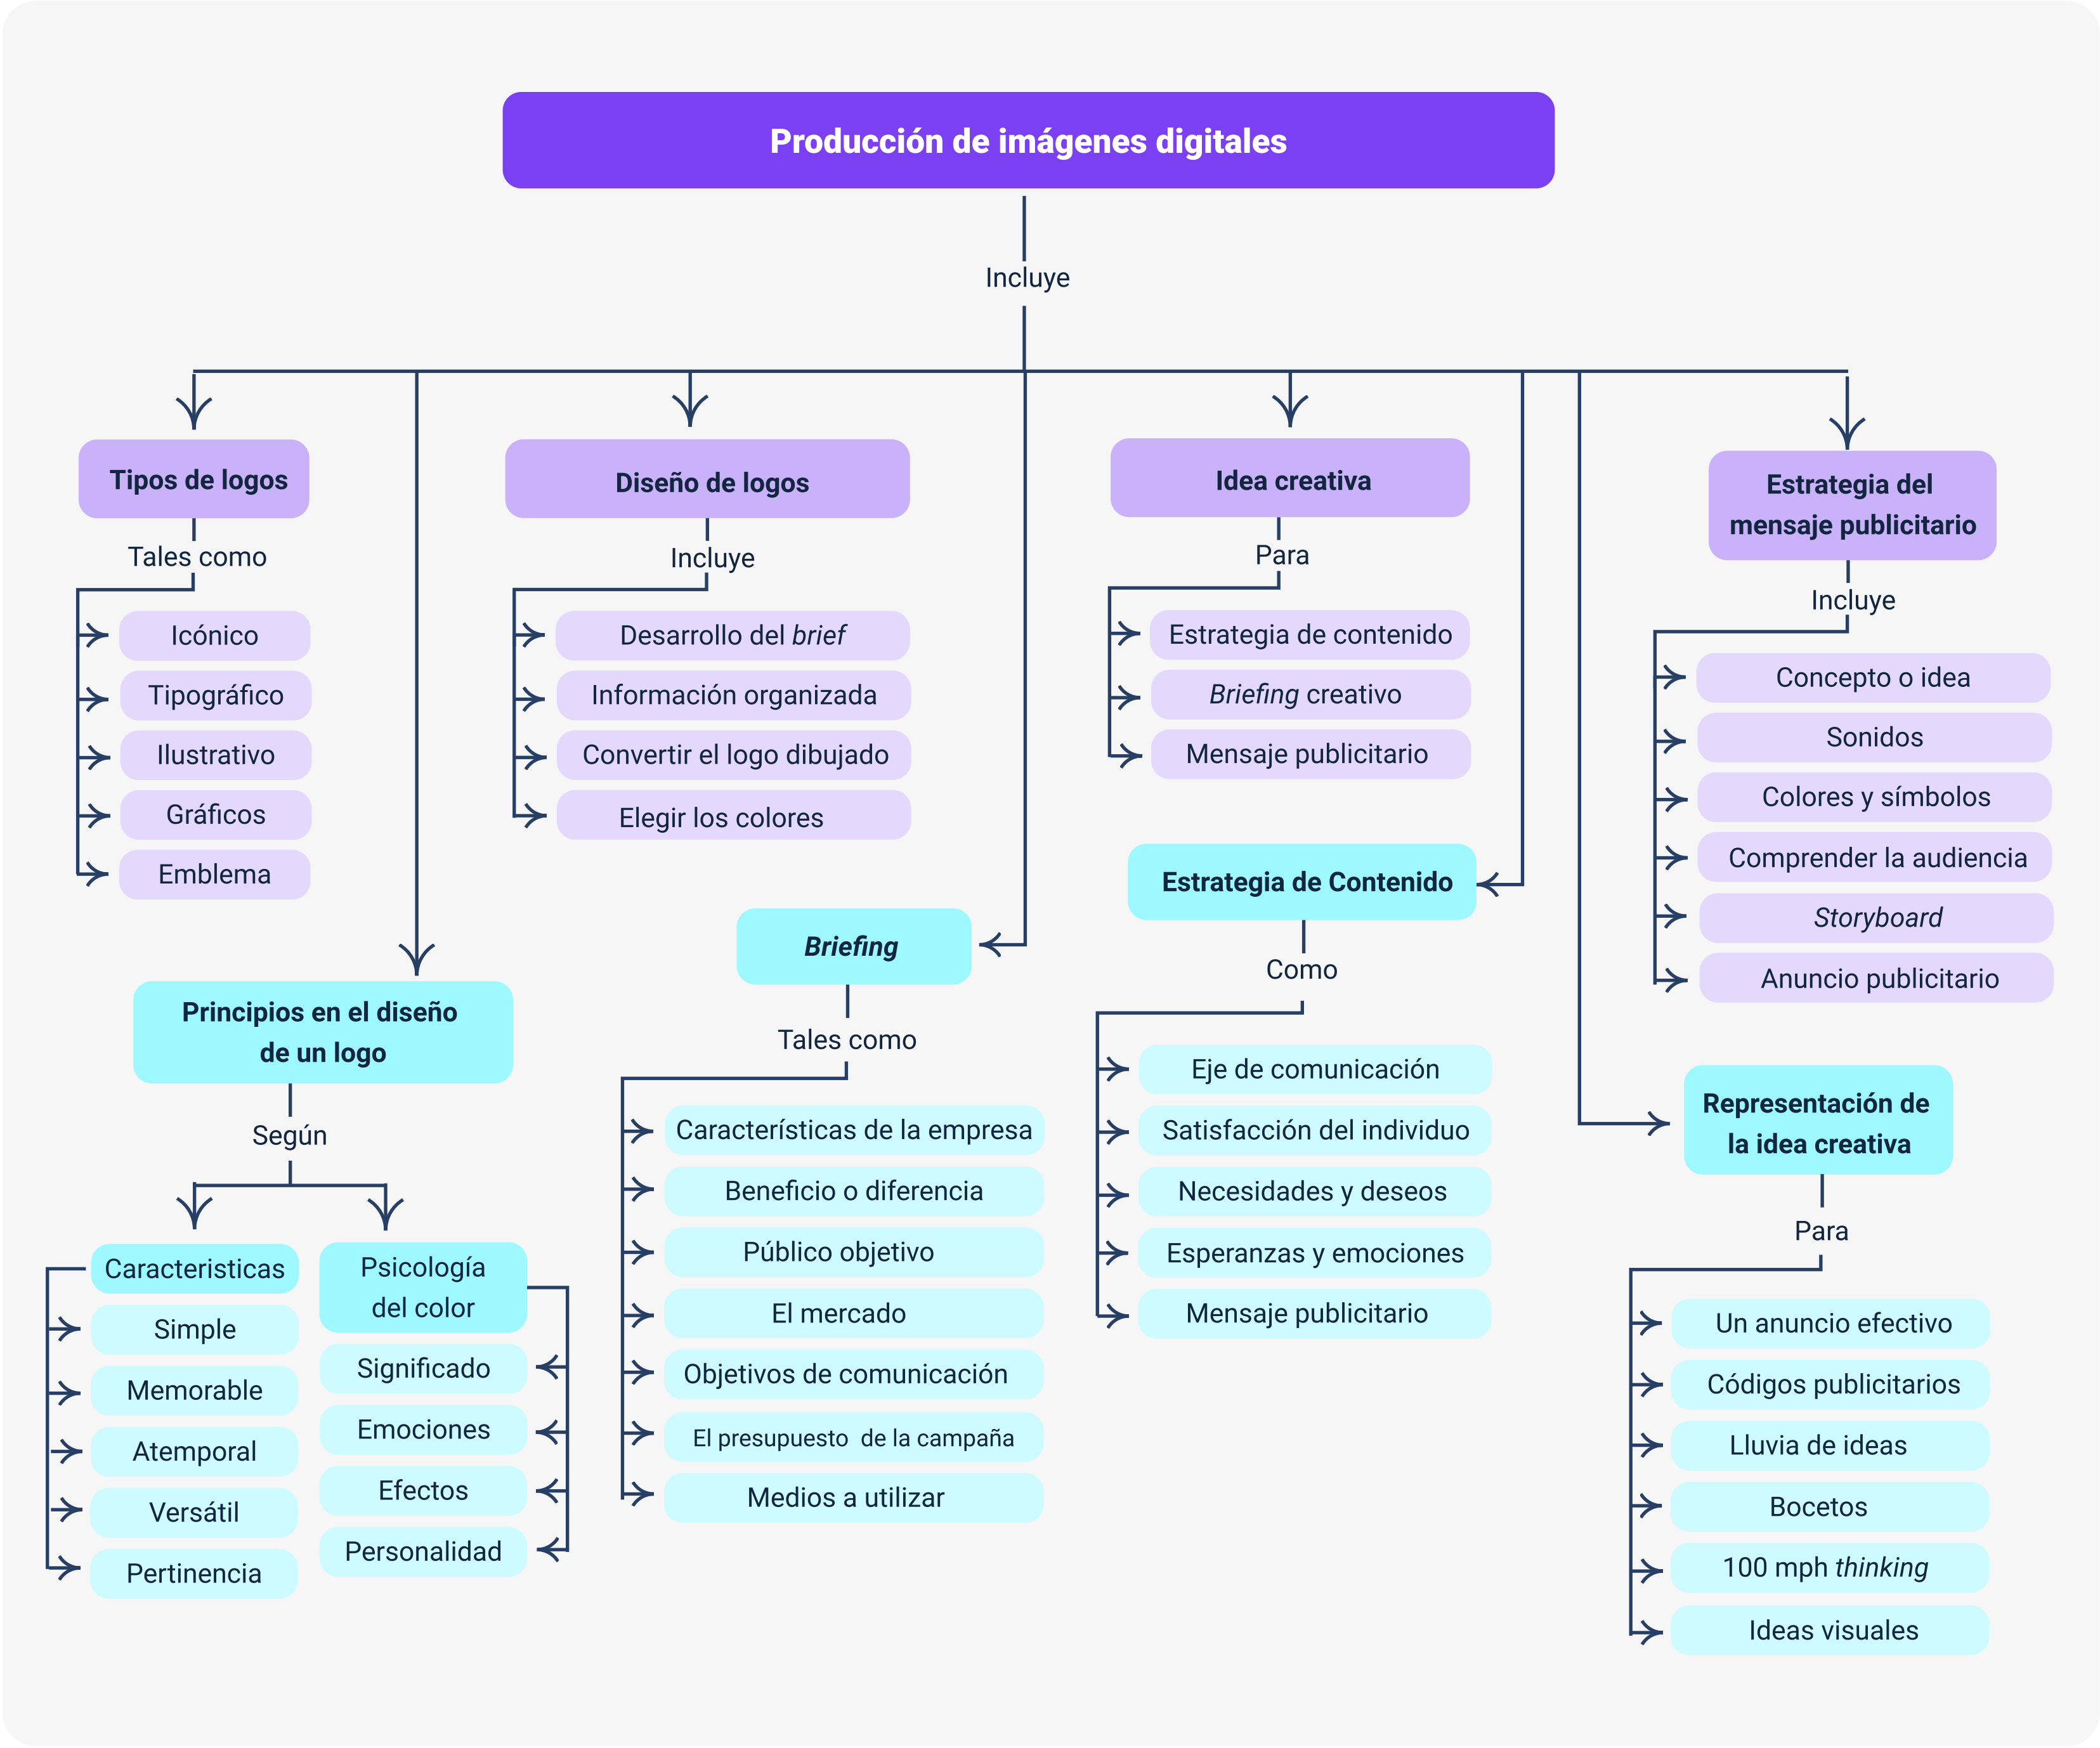 Producción de imágenes digitales
Incluye
Tipos de logos
Tales como
Icónico
Tipográfico
Ilustrativo
Gráficos
Emblema
Principios en el diseño
de un logo
Según
Caracteristicas
Simple
Memorable
Atemporal
Versátil
Pertinencia
Psicología
del color
Significado
Emociones
Efectos
Personalidad
Diseño de logos
Incluye
Desarrollo del brief
Información organizada
Convertir el logo dibujado
Elegir los colores
Briefing
Tales como
Características de la empresa
Beneficio o diferencia
Público objetivo
El mercado
Objetivos de comunicación
El presupuesto de la campaña
Medios a utilizar
Idea creativa
Para
Estrategia de contenido
Briefing creativo
Mensaje publicitario
Estrategia de Contenido
Como
Eje de comunicación
Satisfacción del individuo
Necesidades y deseos
Esperanzas y emociones
Mensaje publicitario
Estrategia del
mensaje publicitario
Incluye
Concepto o idea
Sonidos
Colores y símbolos
Comprender la audiencia
Storyboard
Anuncio publicitario
Representación de
la idea creativa
Para
Un anuncio efectivo
Códigos publicitarios
Lluvia de ideas
Bocetos
100 mph thinking
Ideas visuales